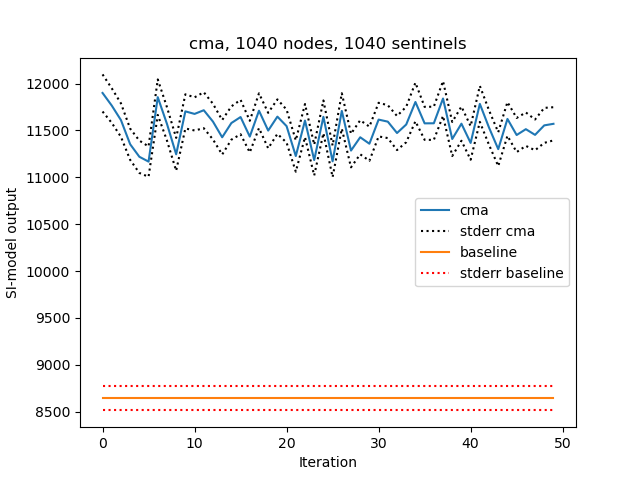 cma, 1040 nodes, 1040 sentinels
12000
11500
11000
10500
10000
9500
9000
8500
SI-model output
cma
stderr cma
baseline
stderr baseline
0 10 20 30 40 50
Iteration